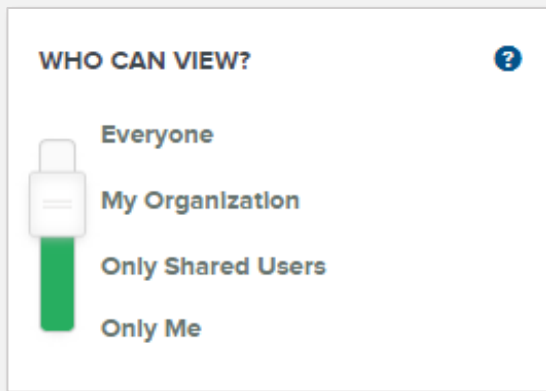 WHO CAN VIEW? ?
Everyone
My Organization
Only Shared Users
Only Me